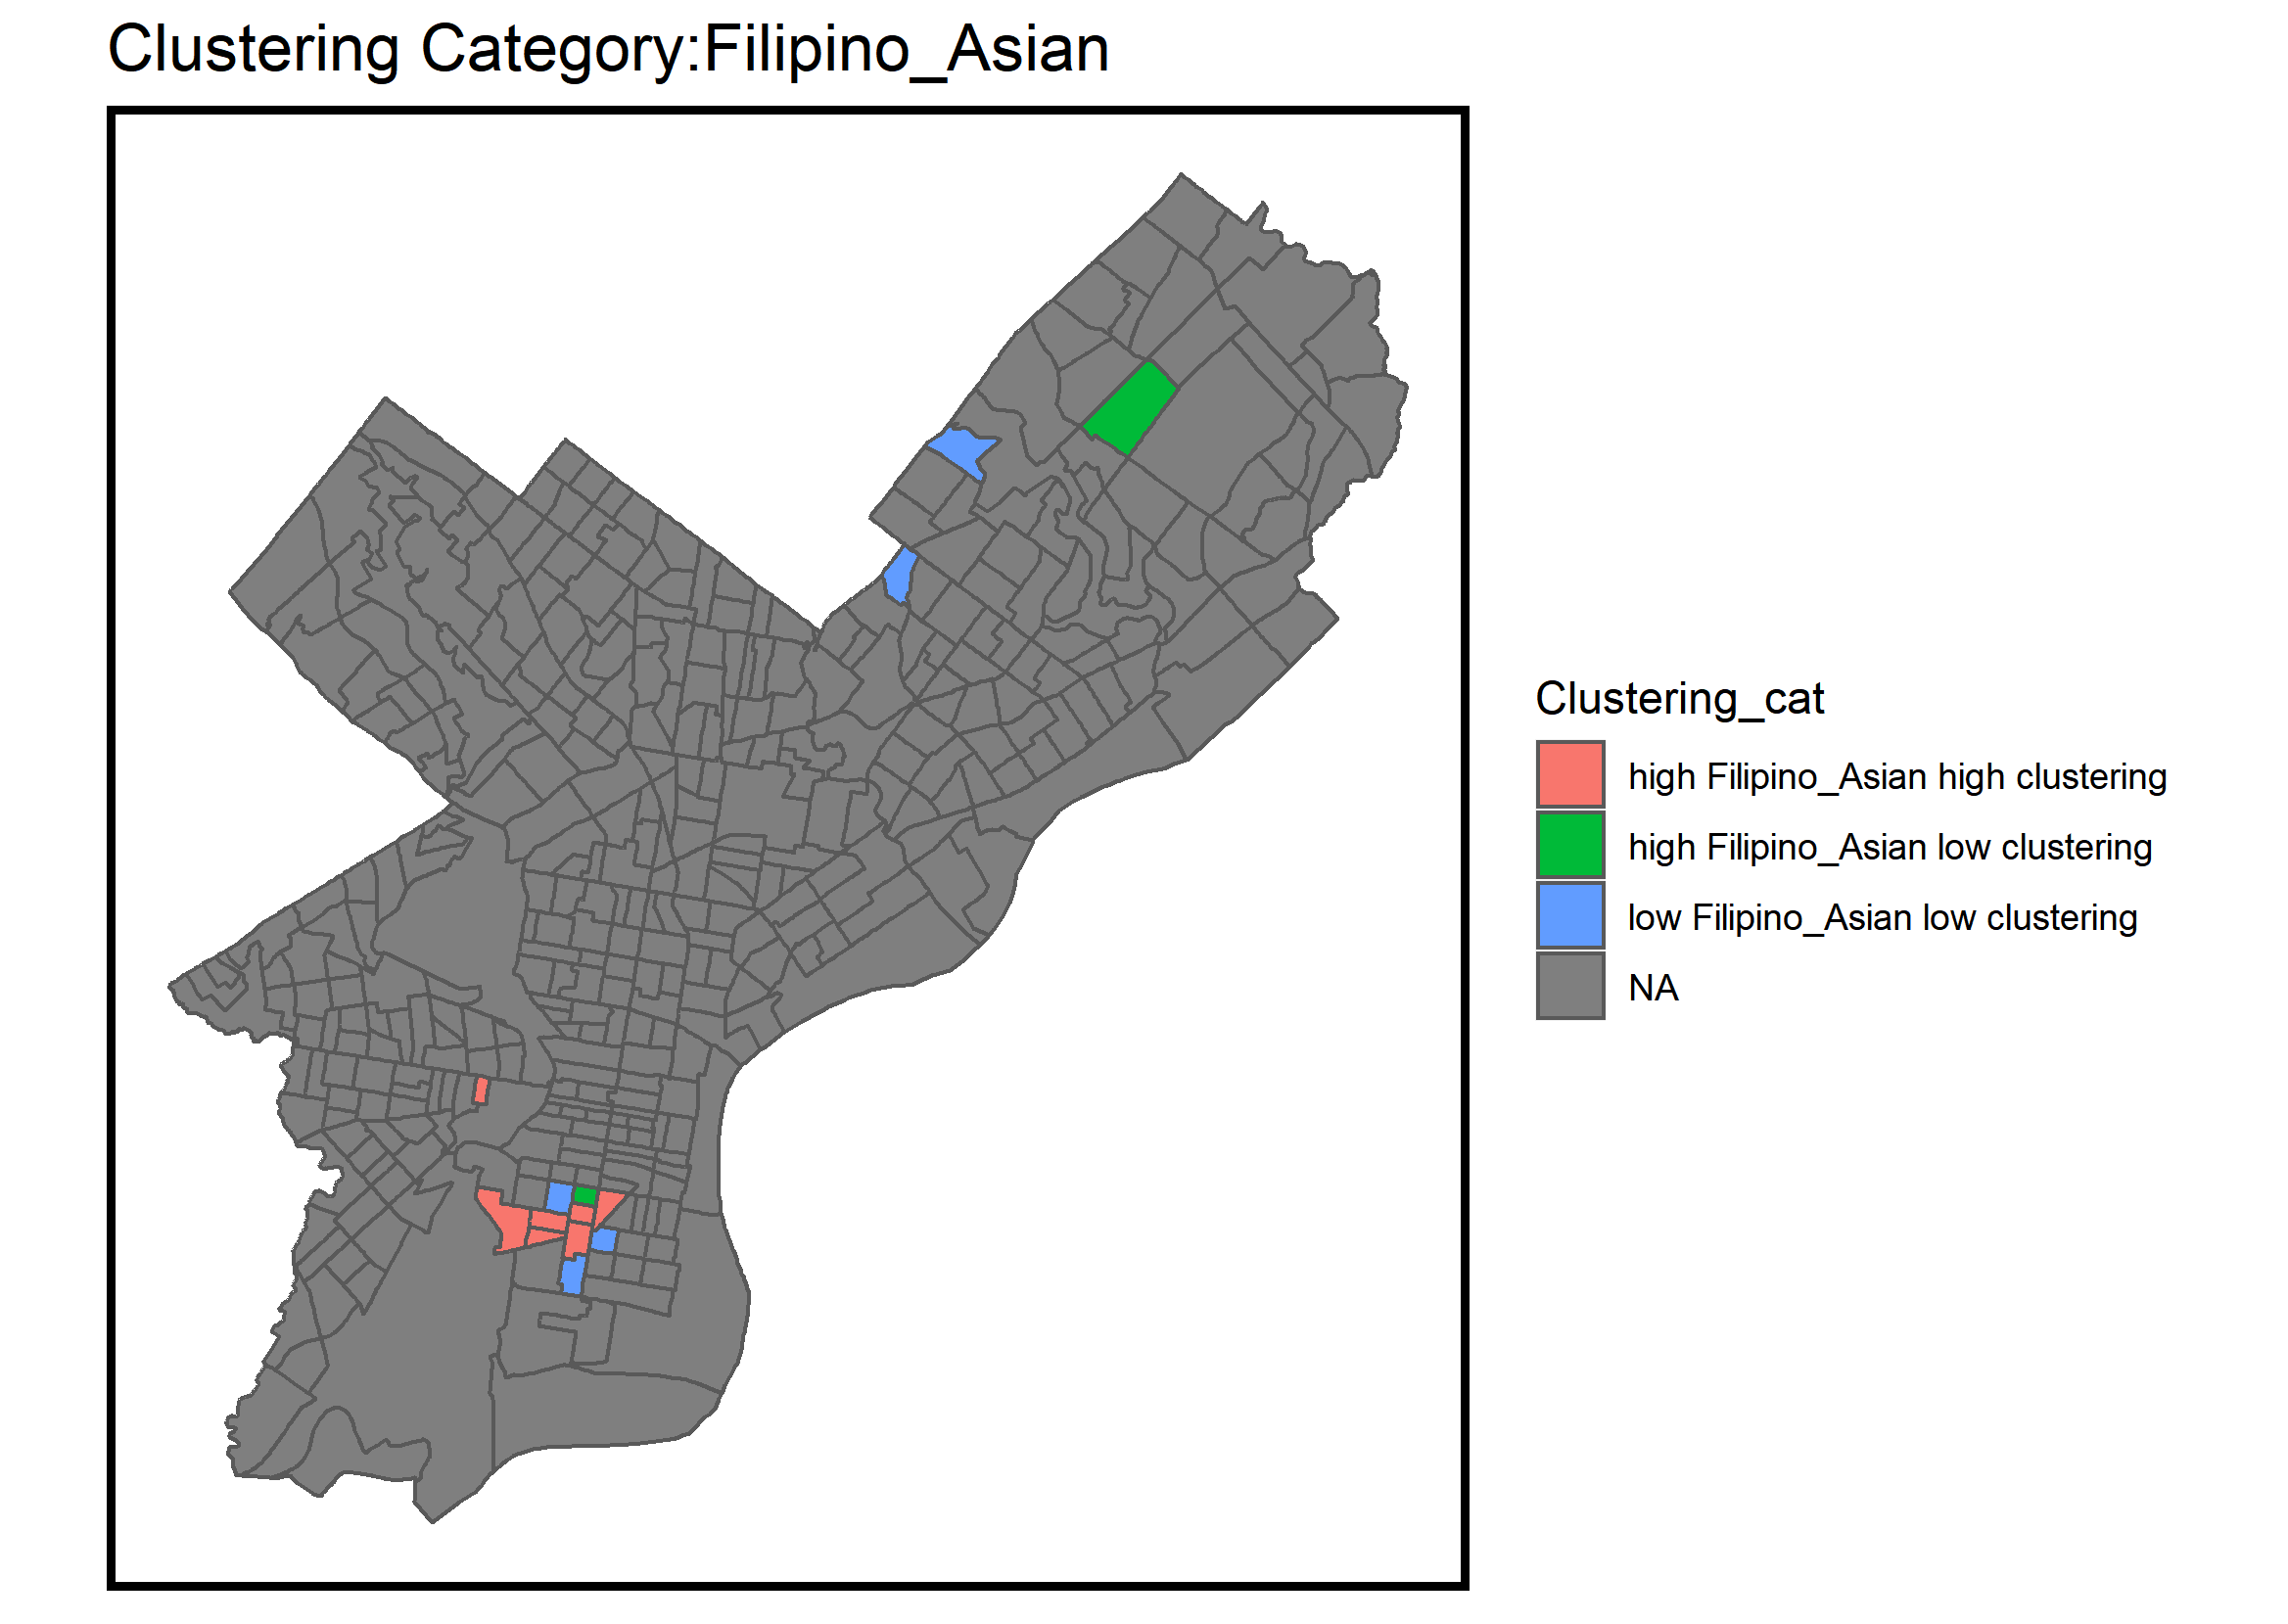 Clustering Category:Filipino_Asian
Clustering_cat
high Filipino_Asian high clustering
high Filipino_Asian low clustering
low Filipino_Asian low clustering
NA